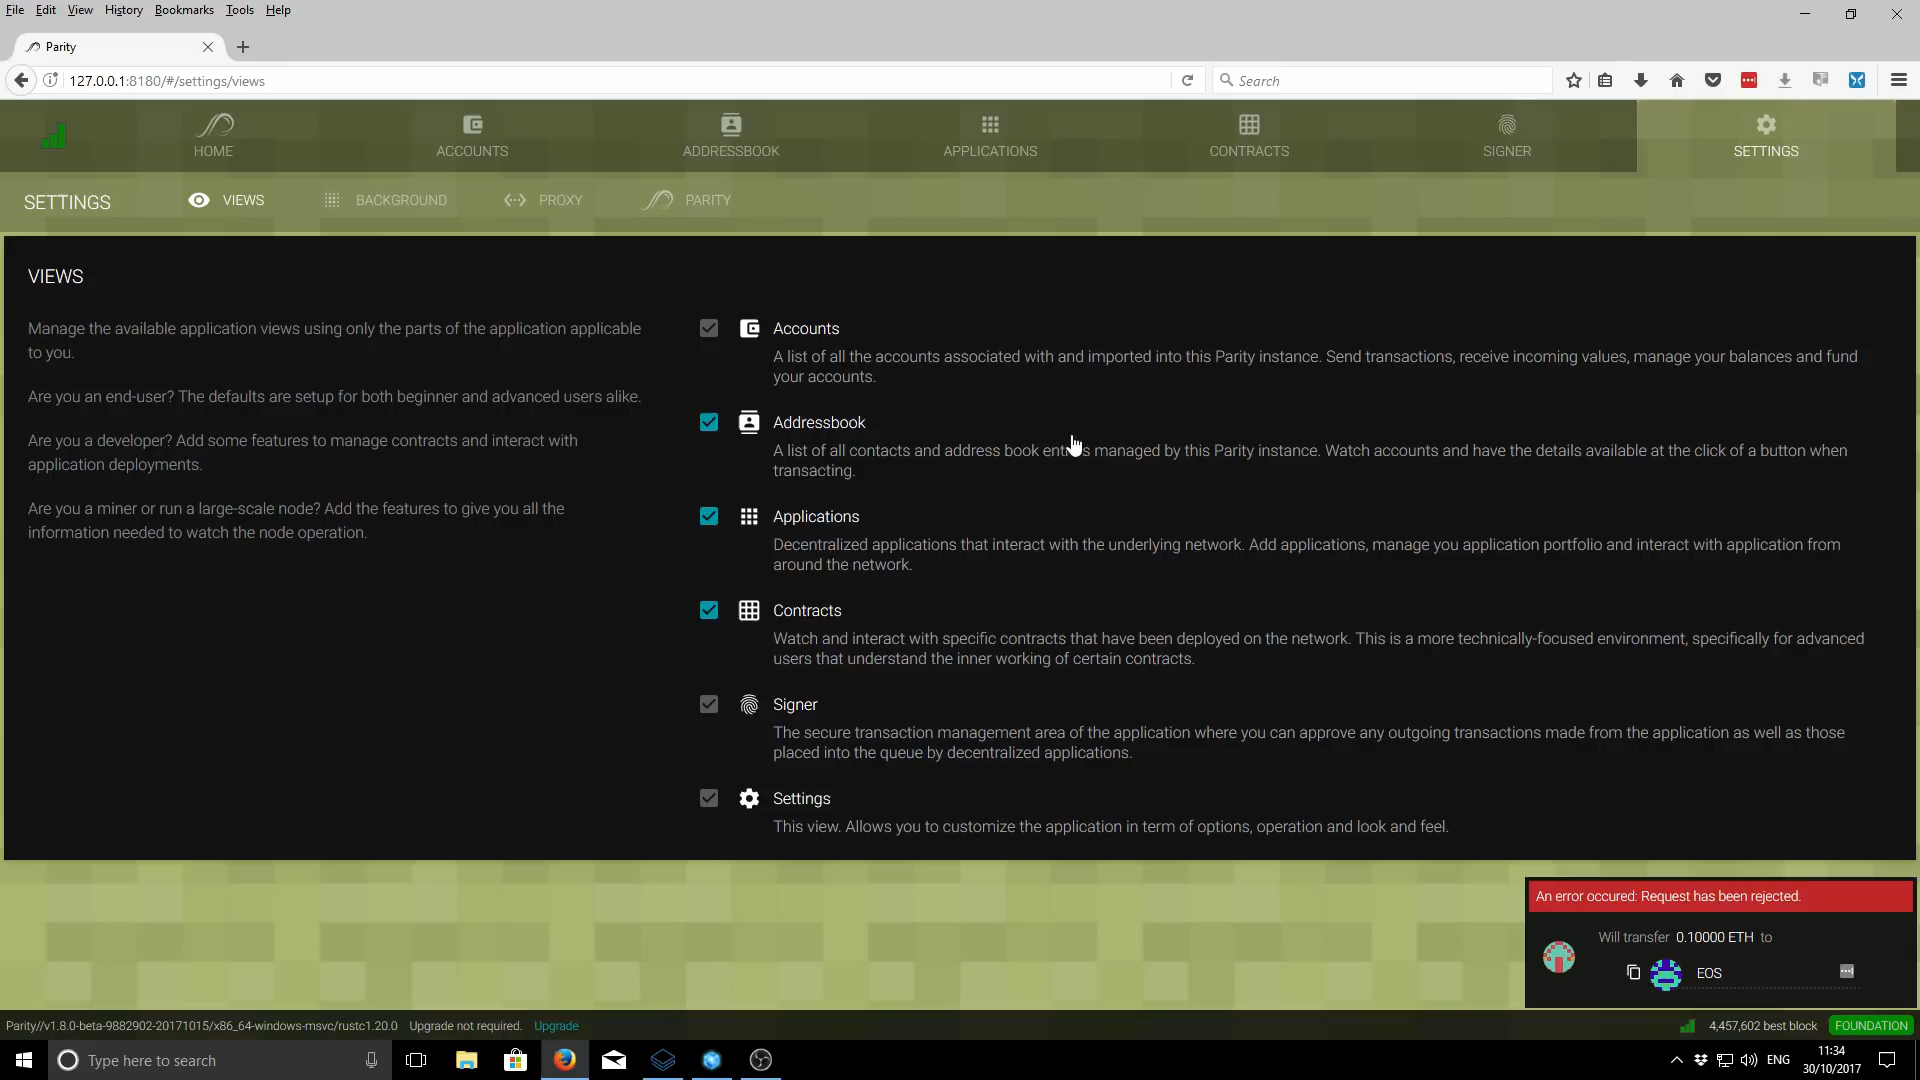 File Edit View History Bookmarks Tools Help
Parity
127.0.0.1:8180/#/settings/views
Search
HOME ACCOUNTS ADDRESSBOOK APPLICATIONS CONTRACTS SIGNER SETTINGS
SETTINGS VIEWS BACKGROUND PROXY PARITY
VIEWS
Manage the available application views using only the parts of the application applicable
to you.
Are you an end-user? The defaults are setup for both beginner and advanced users alike.
Are you a developer? Add some features to manage contracts and interact with
application deployments.
Are you a miner or run a large-scale node? Add the features to give you all the
information needed to watch the node operation.
Accounts
A list of all the accounts associated with and imported into this Parity instance. Send transactions, receive incoming values, manage your balances and fund
your accounts.
Addressbook
A list of all contacts and address book entries managed by this Parity instance. Watch accounts and have the details available at the click of a button when
transacting.
Applications
Decentralized applications that interact with the underlying network. Add applications, manage you application portfolio and interact with application from
around the network.
Contracts
Watch and interact with specific contracts that have been deployed on the network. This is a more technically-focused environment, specifically for advanced
users that understand the inner working of certain contracts.
Signer
The secure transaction management area of the application where you can approve any outgoing transactions made from the application as well as those
placed into the queue by decentralized applications.
Settings
This view. Allows you to customize the application in term of options, operation and look and feel.
An error occured: Request has been rejected.
Will transfer 0.10000 ETH to
EOS
Parity//v1.8.0-beta-9882902-20171015/x86_64-windows-msvc/rustc1.20.0 Upgrade not required. Upgrade
4,457,602 best block FOUNDATION
Type here to search
ENG
11:34
30/10/2017